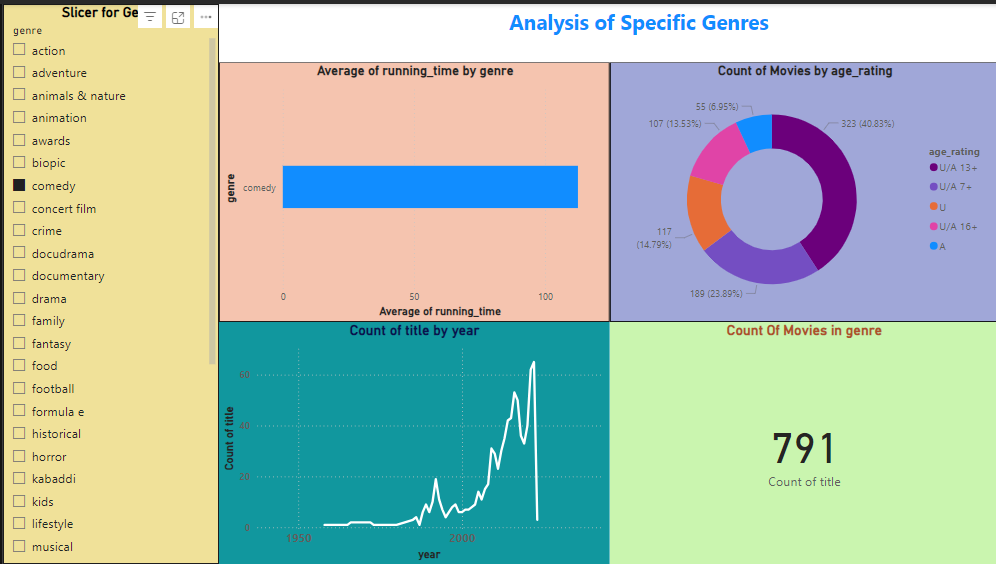 Slicer for Ge
genre
action
adventure
animals & nature
animation
awards
biopic
comedy
concert film
crime
docudrama
documentary
drama
family
fantasy
food
football
formula e
historical
horror
kabaddi
kids
lifestyle
musical
Analysis of Specific Genres
Average of running_time by genre
genre
comedy
0
50
100
Average of running_time
Count of Movies by age_rating
55 (6.95%)
107 (13.53%)
323 (40.83%)
117
(14.79%)
189 (23.89%)
age_rating
U/A 13+
U/A 7+
U
U/A 16+
A
Count of title by year
Count of title
60
40
20
0
1950
2000
year
Count Of Movies in genre
791
Count of title